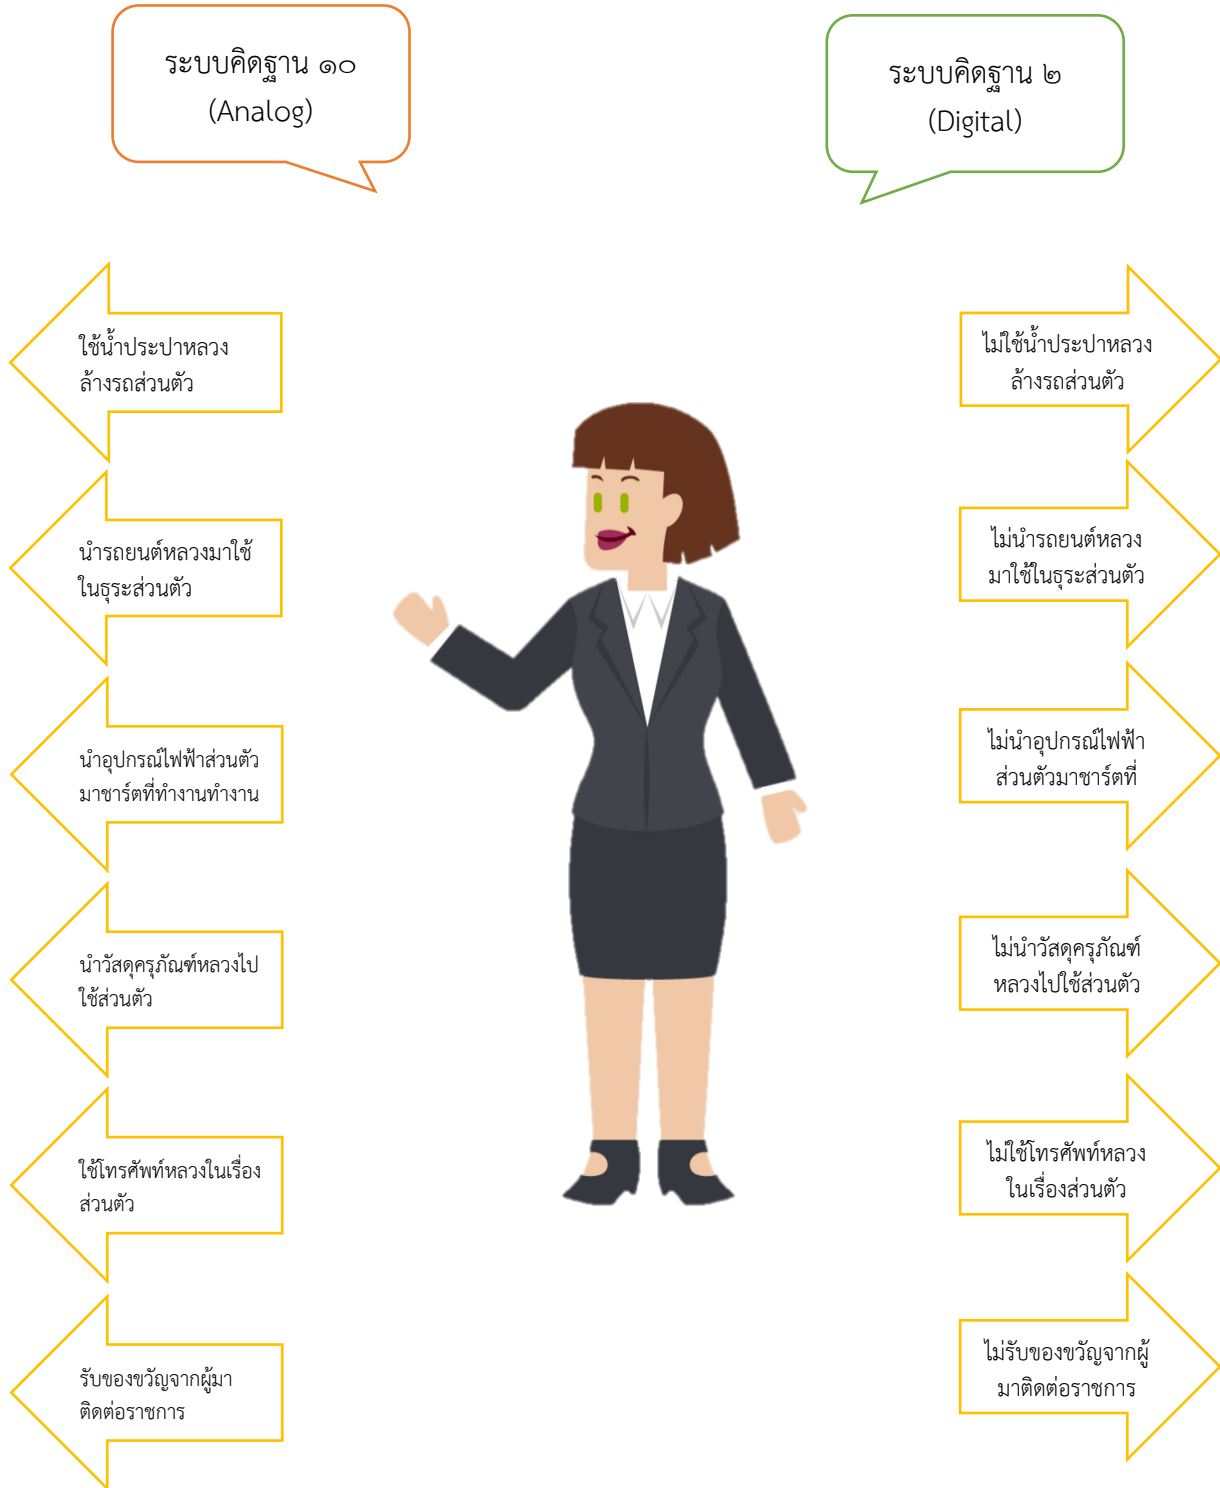 ระบบคิดฐาน ๑๐
(Analog)
ระบบคิดฐาน ๒
(Digital)
ใช้น้ำประปาหลวง
ล้างรถส่วนตัว
ไม่ใช้น้ำประปาหลวง
ล้างรถส่วนตัว
นำรถยนต์หลวงมาใช้
ในธุระส่วนตัว
ไม่นำรถยนต์หลวง
มาใช้ในธุระส่วนตัว
นำอุปกรณ์ไฟฟ้าส่วนตัว
มาชาร์ตที่ทำงานทำงาน
ไม่นำอุปกรณ์ไฟฟ้า
ส่วนตัวมาชาร์ตที่
นำวัสดุครุภัณฑ์หลวงไป
ใช้ส่วนตัว
ไม่นำวัสดุครุภัณฑ์
หลวงไปใช้ส่วนตัว
ใช้โทรศัพท์หลวงในเรื่อง
ส่วนตัว
ไม่ใช้โทรศัพท์หลวง
ในเรื่องส่วนตัว
รับของขวัญจากผู้มา
ติดต่อราชการ
ไม่รับของขวัญจากผู้
มาติดต่อราชการ